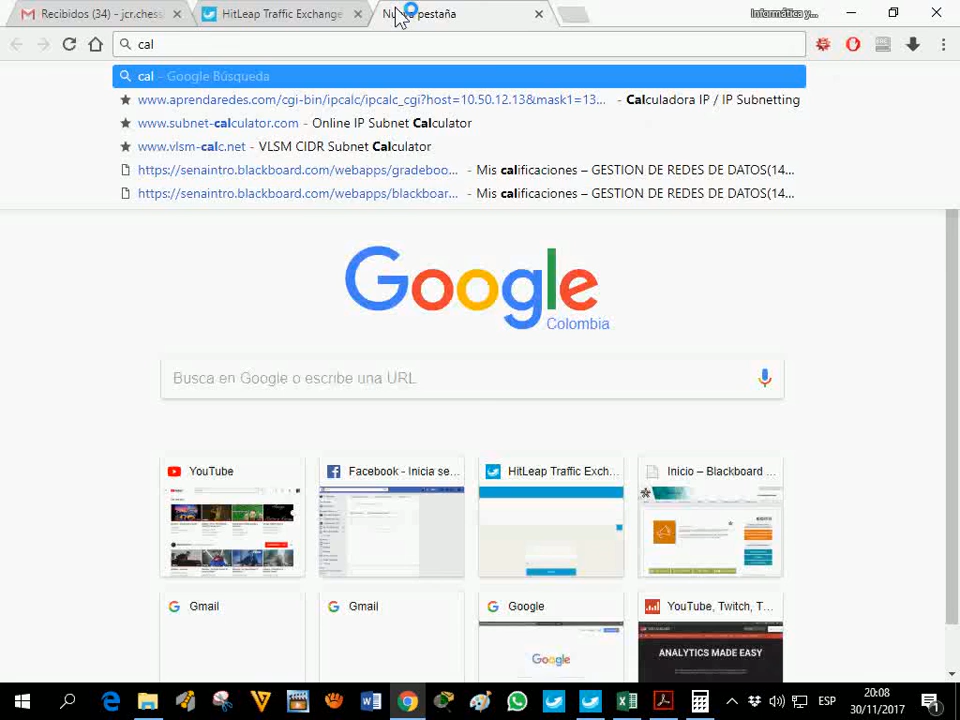 Recibidos (34) – jcr.chess
HitLeap Traffic Exchange
pestaña
Informática y...
cal
cal – Google Búsqueda
www.aprendaredes.com/cgi-bin/ipcalc/ipcalc_cgi?host=10.50.12.13&mask1=13... – Calculadora IP / IP Subnetting
www.subnet-calculator.com – Online IP Subnet Calculator
www.vlsm-calc.net – VLSM CIDR Subnet Calculator
https://senaintro.blackboard.com/webapps/gradeboo... – Mis calificaciones – GESTION DE REDES DE DATOS(14...
https://senaintro.blackboard.com/webapps/blackboar... – Mis calificaciones – GESTION DE REDES DE DATOS(14...
Google
Colombia
Busca en Google o escribe una URL
YouTube
Facebook - Inicia se...
HitLeap Traffic Exch...
Inicio – Blackboard ...
Gmail
Gmail
Google
YouTube, Twitch, T...
Google
ANALYTICS MADE EASY
ESP
20:08
30/11/2017
1